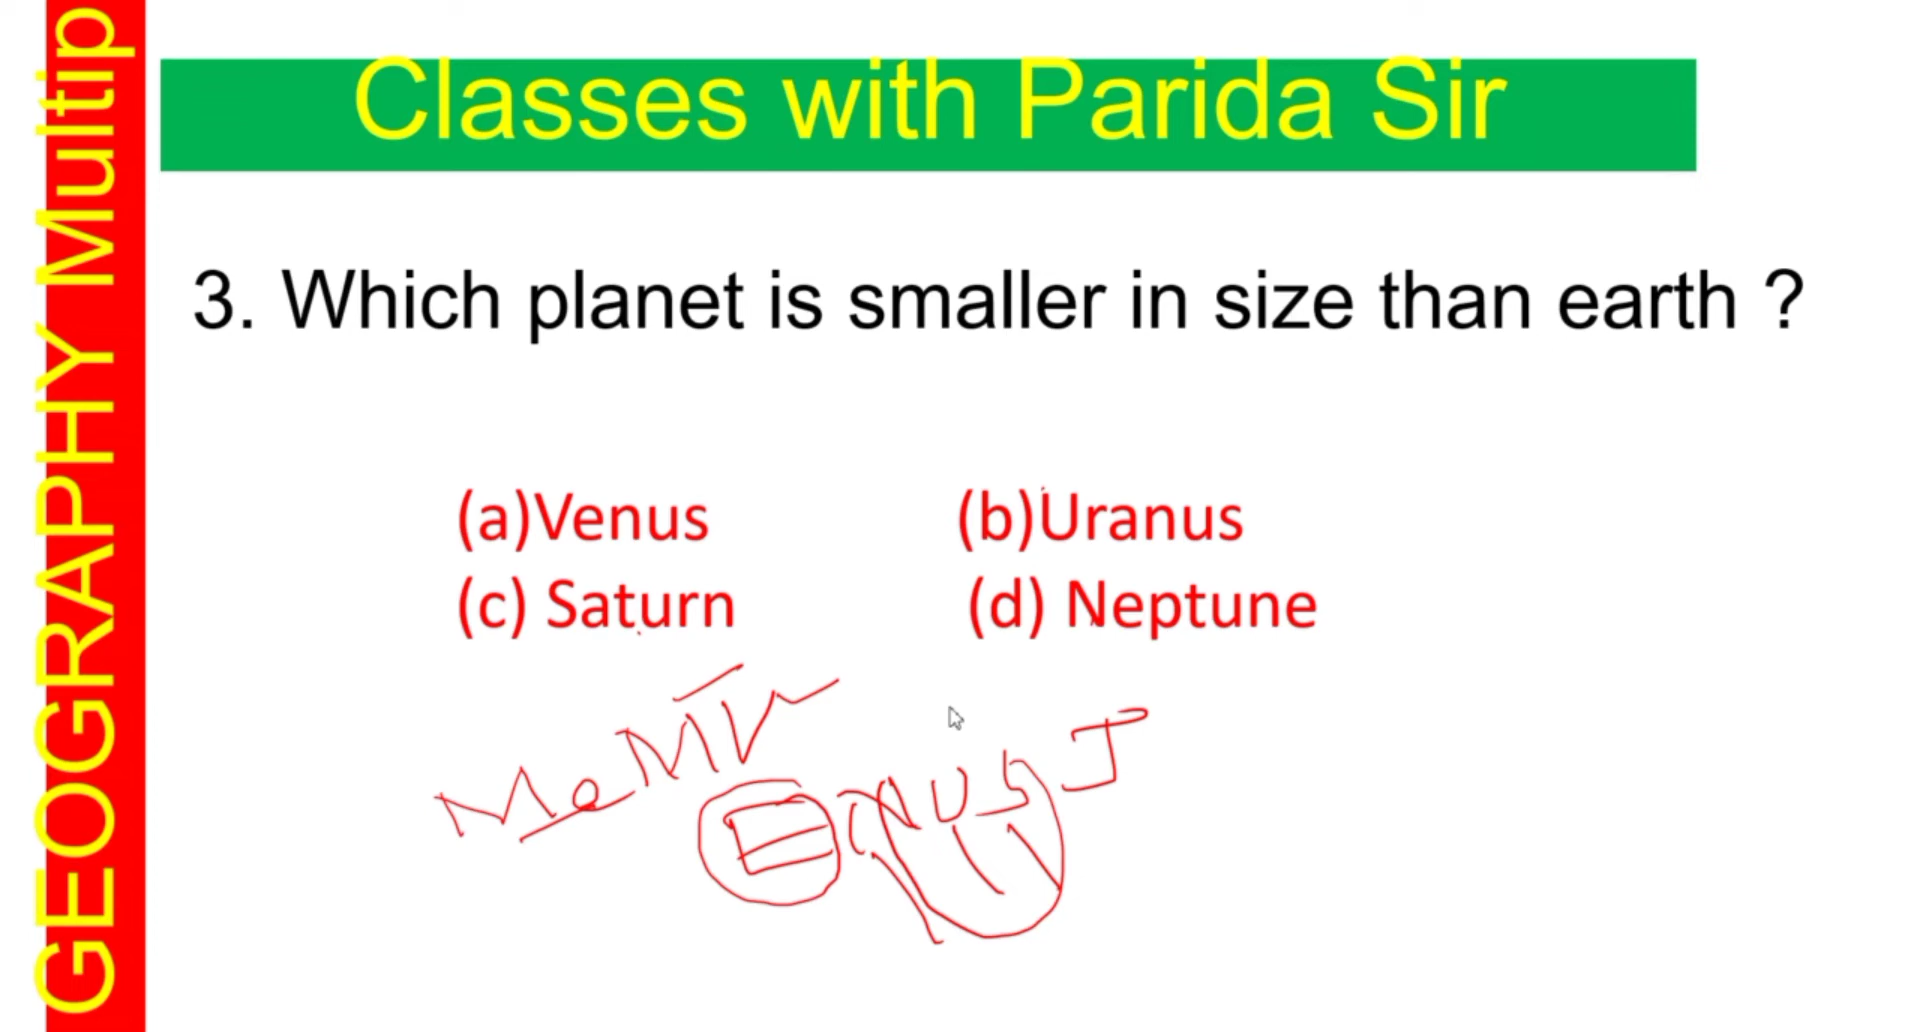 Classes with Parida Sir
GEOGRAPHY Multip
3. Which planet is smaller in size than earth ?
(a)Venus (b)Uranus
(c) Saturn (d) Neptune
Me M V E N U S J